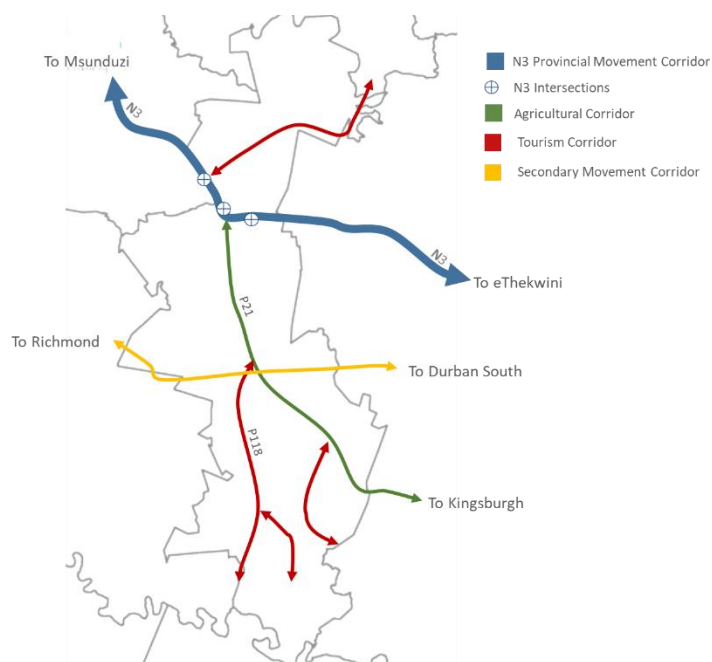 To Msunduzi
N3
N3 Provincial Movement Corridor
N3 Intersections
Agricultural Corridor
Tourism Corridor
Secondary Movement Corridor
N3
To eThekwini
P21
To Richmond
To Durban South
P118
To Kingsburgh